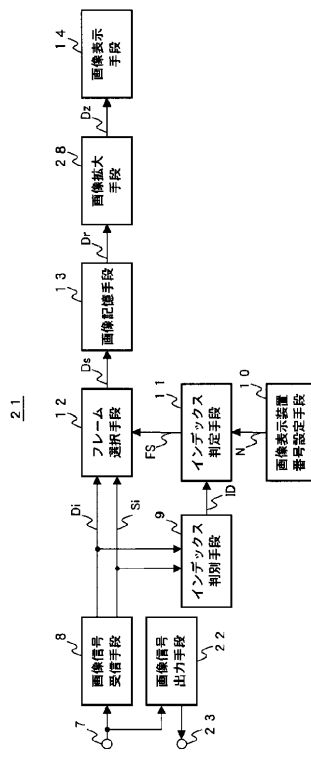 21
7
8
画像信号
受信手段
Di
Si
12
フレーム
選択手段
Ds
13
画像記憶手段
Dr
28
画像拡大
手段
Dz
14
画像表示
手段
22
画像信号
出力手段
23
9
インデックス
判別手段
ID
FS
11
インデックス
判定手段
N
10
画像表示装置
番号設定手段